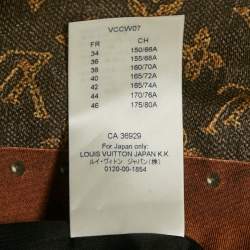 VCCW07
FR CH
34 150/66A
36 155/68A
38 160/70A
40 165/72A
42 165/74A
44 170/76A
46 175/80A
CA 36929
For Japan only:
LOUIS VUITTON JAPAN K.K.
ルイ・ヴィトン ジャパン(株)
0120-00-1854